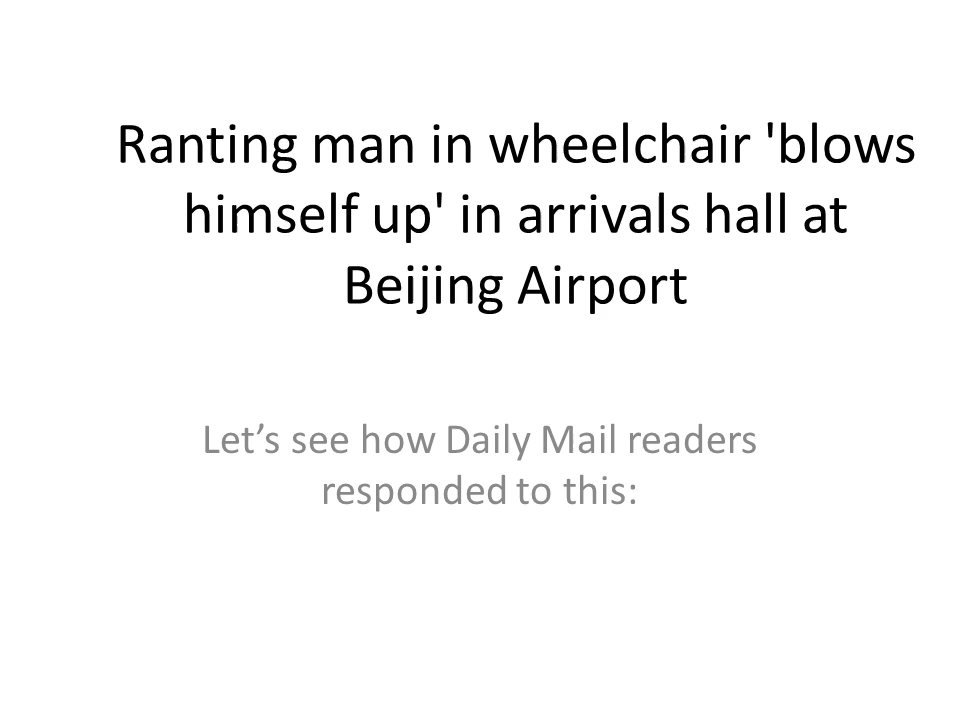 Ranting man in wheelchair 'blows
himself up' in arrivals hall at
Beijing Airport
Let’s see how Daily Mail readers
responded to this: